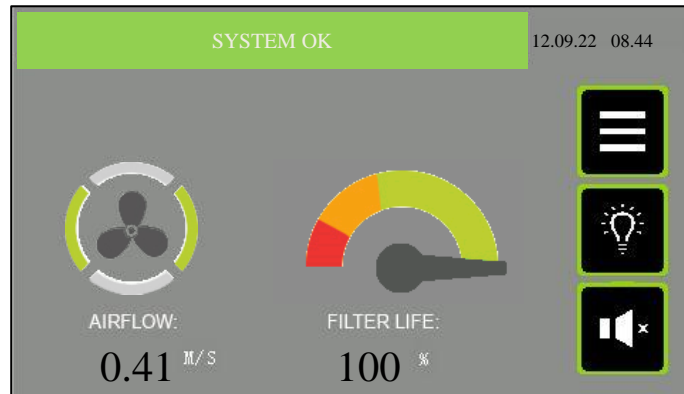 SYSTEM OK
12.09.22 08.44
AIRFLOW:
FILTER LIFE:
0.41 M/S
100 %